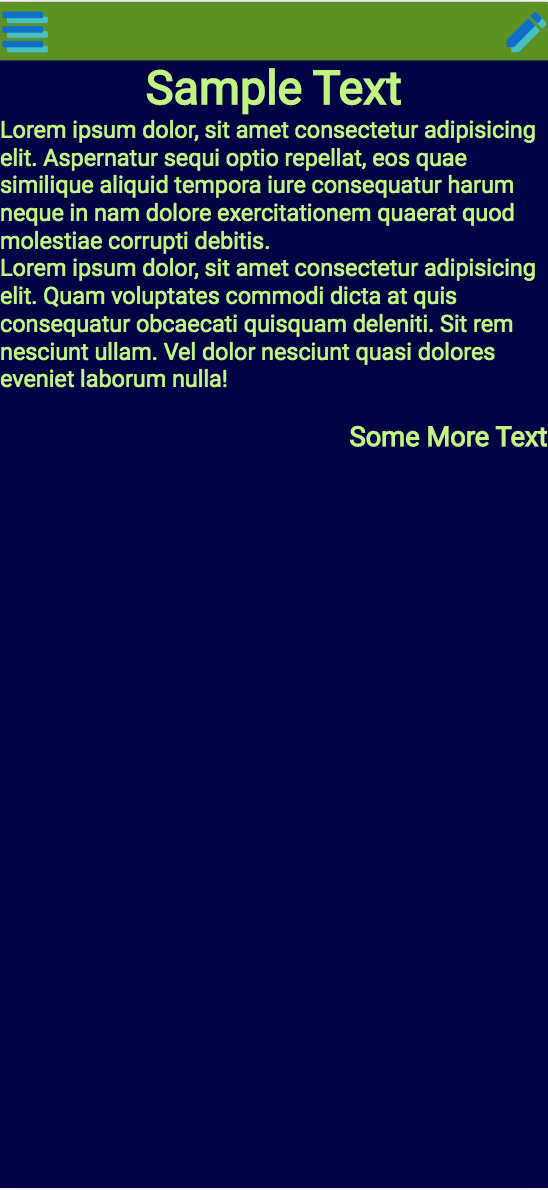 Sample Text
Lorem ipsum dolor, sit amet consectetur adipisicing
elit. Aspernatur sequi optio repellat, eos quae
similique aliquid tempora iure consequatur harum
neque in nam dolore exercitationem quaerat quod
molestiae corrupti debitis.
Lorem ipsum dolor, sit amet consectetur adipisicing
elit. Quam voluptates commodi dicta at quis
consequatur obcaecati quisquam deleniti. Sit rem
nesciunt ullam. Vel dolor nesciunt quasi dolores
eveniet laborum nulla!
Some More Text